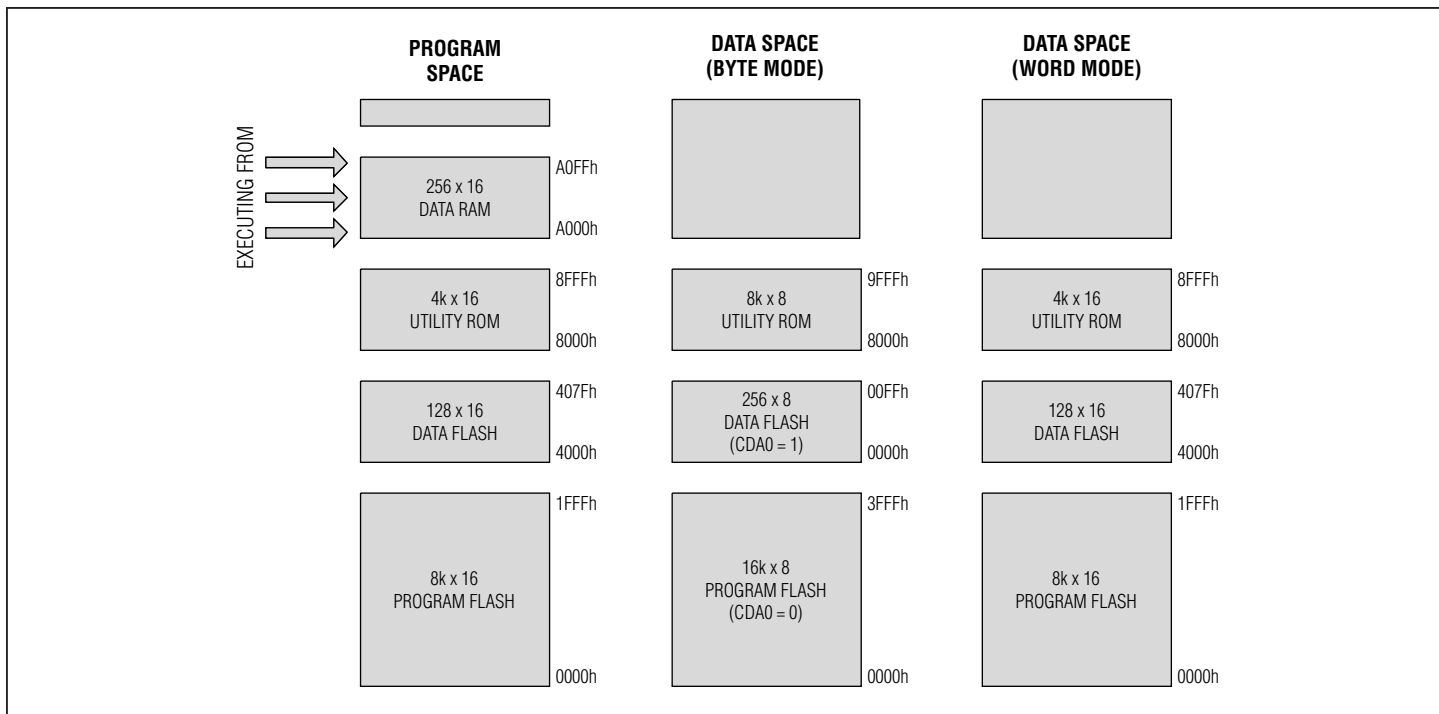 PROGRAM
SPACE
DATA SPACE
(BYTE MODE)
DATA SPACE
(WORD MODE)
EXECUTING FROM
256 x 16
DATA RAM
A0FFh
A000h
4k x 16
UTILITY ROM
8FFFh
8000h
8k x 8
UTILITY ROM
9FFFh
8000h
4k x 16
UTILITY ROM
8FFFh
8000h
128 x 16
DATA FLASH
407Fh
4000h
256 x 8
DATA FLASH
(CDA0 = 1)
00FFh
0000h
128 x 16
DATA FLASH
407Fh
4000h
8k x 16
PROGRAM FLASH
1FFFh
0000h
16k x 8
PROGRAM FLASH
(CDA0 = 0)
3FFFh
0000h
8k x 16
PROGRAM FLASH
1FFFh
0000h